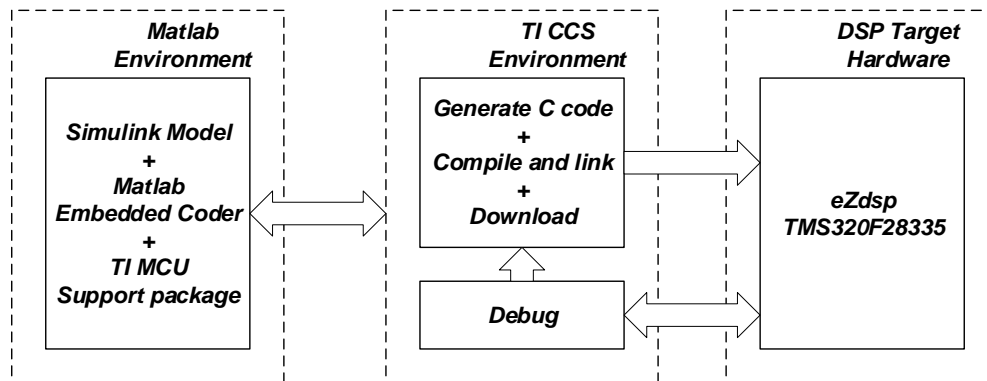 Matlab
Environment
Simulink Model
+
Matlab
Embedded Coder
+
TI MCU
Support package
TI CCS
Environment
Generate C code
+
Compile and link
+
Download
Debug
DSP Target
Hardware
eZdsp
TMS320F28335